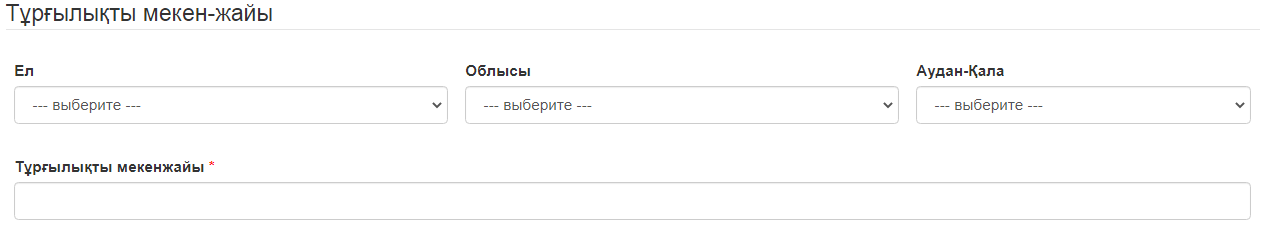 Тұрғылықты мекен-жайы
Ел Облысы Аудан-Қала
--- выберите --- --- выберите --- --- выберите ---
Тұрғылықты мекенжайы *